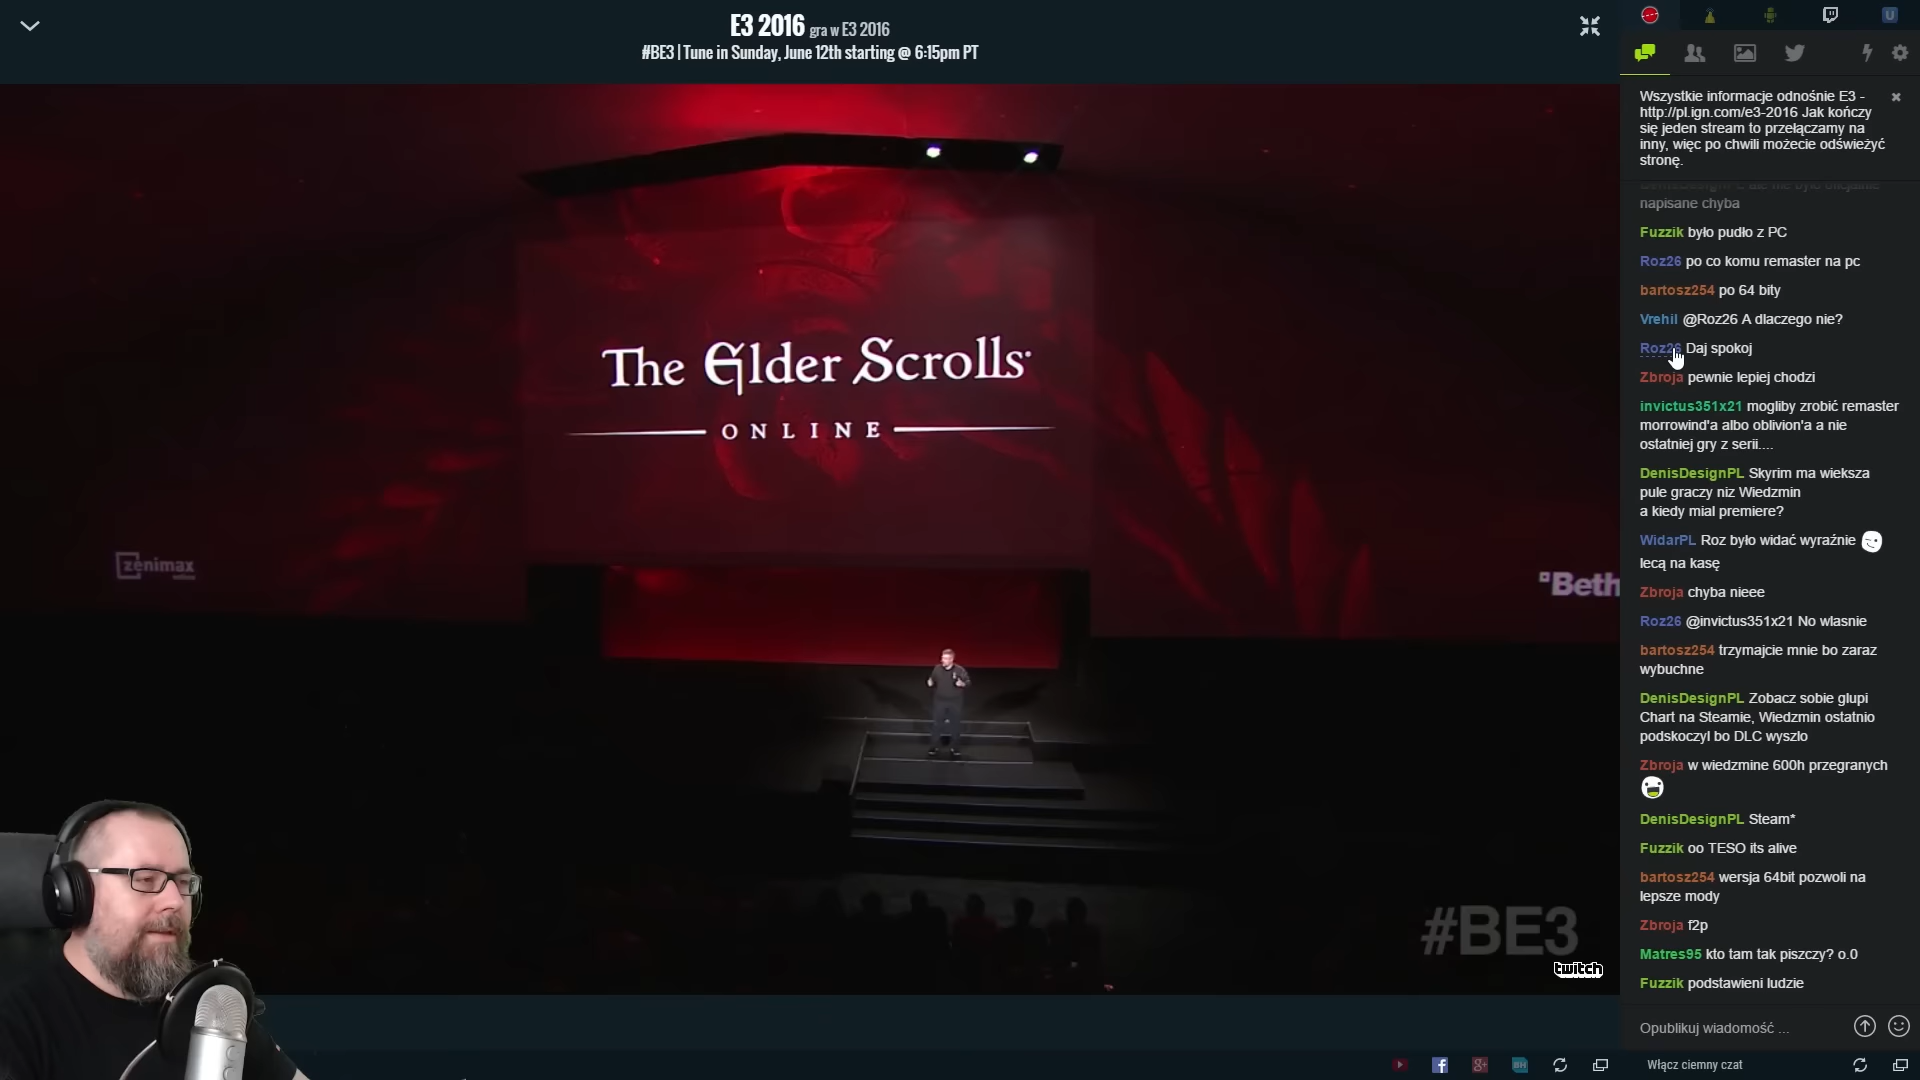 E3 2016 gra w E3 2016
#BE3 | Tune in Sunday, June 12th starting @ 6:15pm PT
The Elder Scrolls
ONLINE
zenimax
Beth
#BE3
twitch
Wszystkie informacje odnośnie E3 -
http://pl.ign.com/e3-2016 Jak kończy
się jeden stream to przełączamy na
inny, więc po chwili możecie odświeżyć
stronę.
napisane chyba
Fuzzik było pudło z PC
Roz26 po co komu remaster na pc
bartosz254 po 64 bity
Vrehil @Roz26 A dlaczego nie?
Roz26 Daj spokoj
Zbroja pewnie lepiej chodzi
invictus351x21 mogliby zrobić remaster
morrowind'a albo oblivion'a a nie
ostatniej gry z serii....
DenisDesignPL Skyrim ma wieksza
pule graczy niz Wiedzmin
a kiedy mial premiere?
WidarPL Roz było widać wyraźnie
lecą na kasę
Zbroja chyba nieee
Roz26 @invictus351x21 No wlasnie
bartosz254 trzymajcie mnie bo zaraz
wybuchne
DenisDesignPL Zobacz sobie glupi
Chart na Steamie, Wiedzmin ostatnio
podskoczyl bo DLC wyszlo
Zbroja w wiedzmine 600h przegranych
DenisDesignPL Steam*
Fuzzik oo TESO its alive
bartosz254 wersja 64bit pozwoli na
lepsze mody
Zbroja f2p
Matres95 kto tam tak piszczy? o.0
Fuzzik podstawieni ludzie
Opublikuj wiadomość ...
Włącz ciemny czat